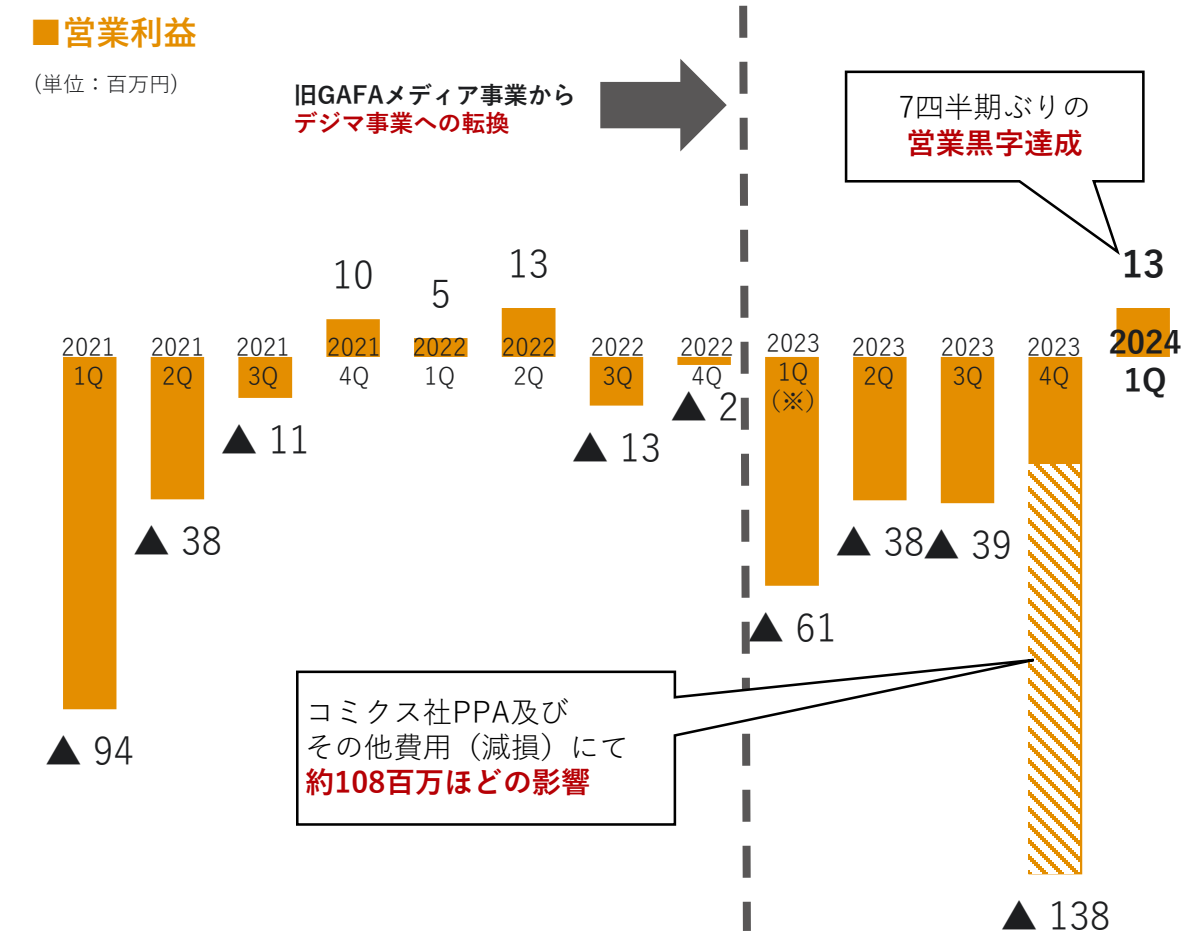 ■営業利益
(単位：百万円)
旧GAFAメディア事業から
デジマ事業への転換
7四半期ぶりの
営業黒字達成
2021
1Q
▲ 94
2021
2Q
▲ 38
2021
3Q
▲ 11
10
2021
4Q
5
2022
1Q
13
2022
2Q
2022
3Q
▲ 13
2022
4Q
▲ 2
2023
1Q
(※)
▲ 61
2023
2Q
▲ 38
2023
3Q
▲ 39
2023
4Q
▲ 138
13
2024
1Q
コミクス社PPA及び
その他費用（減損）にて
約108百万ほどの影響